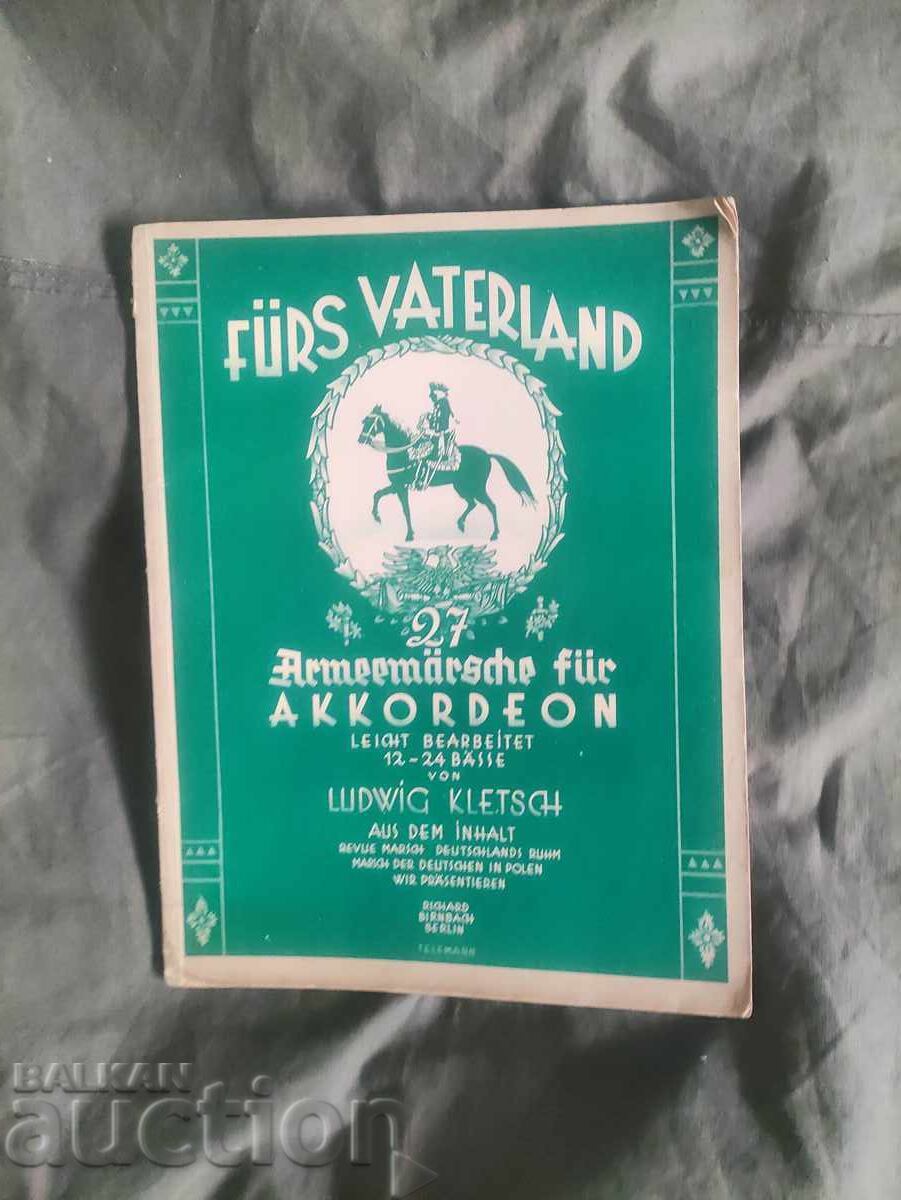 FÜRS VATERLAND
27
Armeemärsche für
AKKORDEON
LEICHT BEARBEITET
12-24 BÄSSE
VON
LUDWIG KLETSCH
AUS DEM INHALT
REVUE MARSCH DEUTSCHLANDS RUHM
MARSCH DER DEUTSCHEN IN POLEN
WIR PRÄSENTIEREN
RICHARD
BIRNBACH
BERLIN
TELEMANN
BALKAN
auction